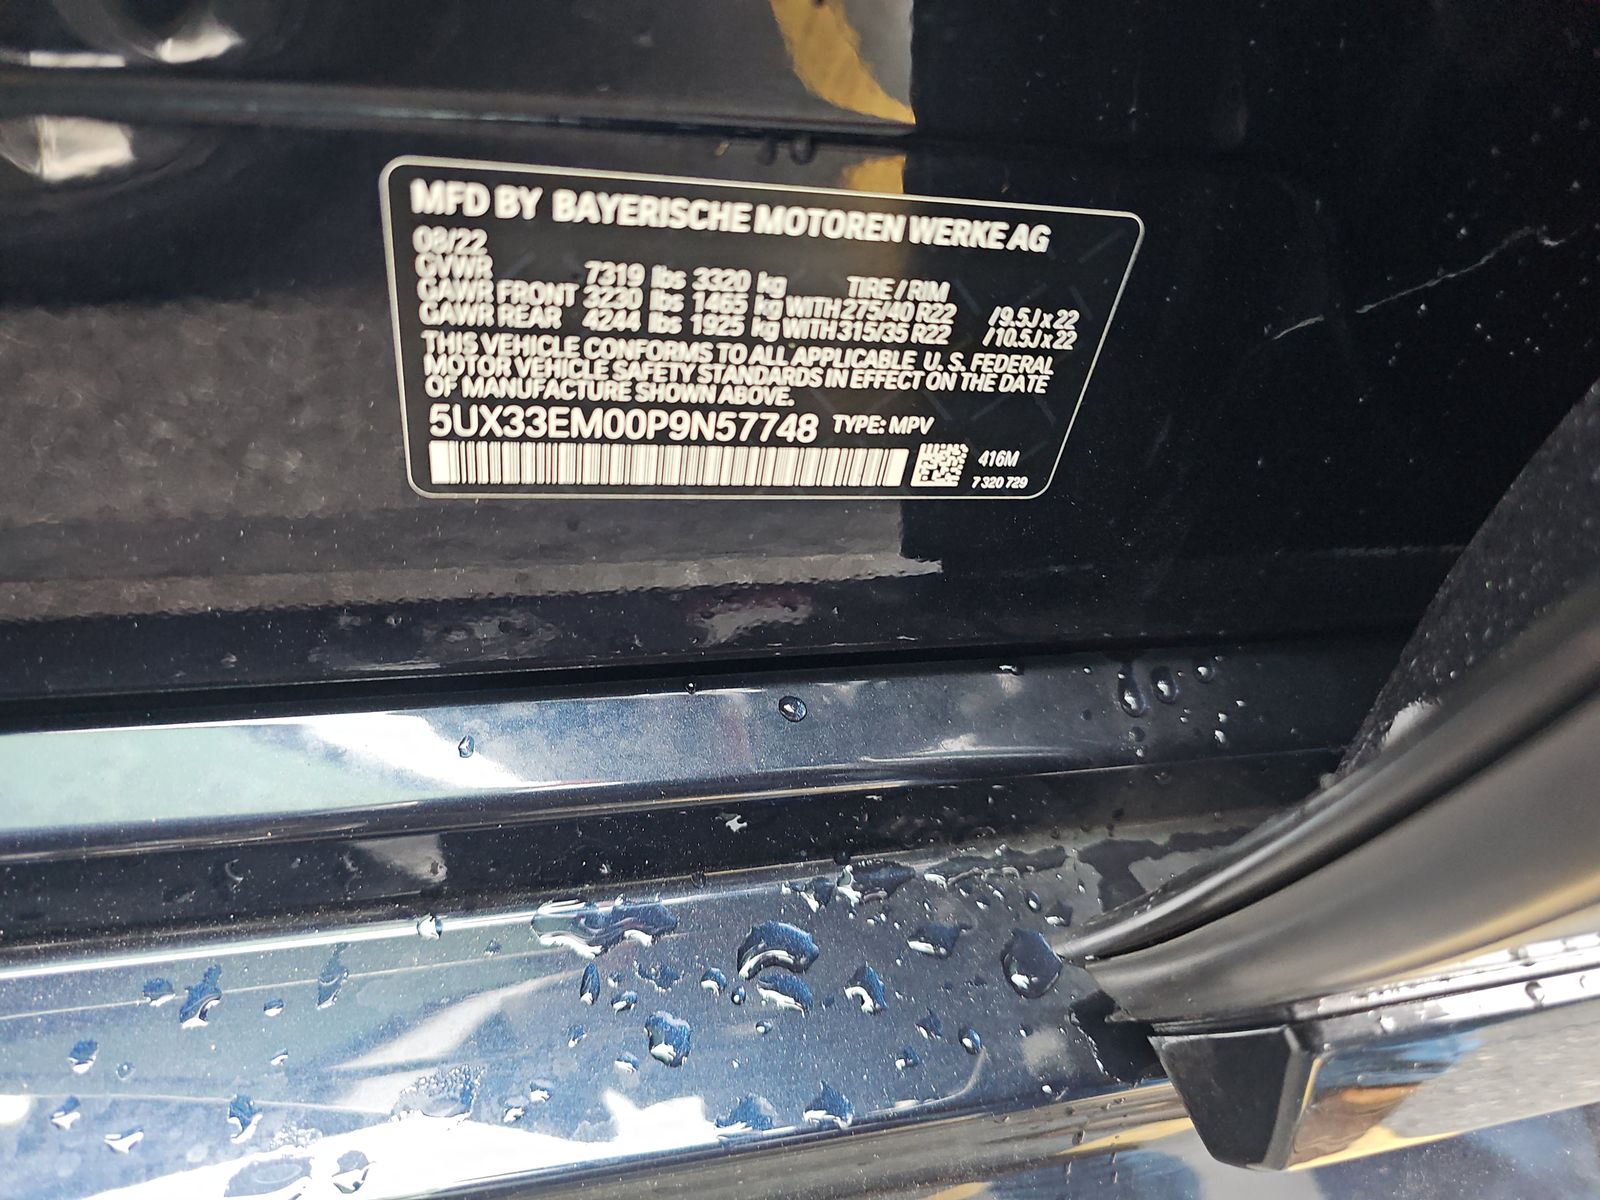 MFD BY BAYERISCHE MOTOREN WERKE AG
08/22
GVWR 7319 lbs 3320 kg TIRE / RIM
GAWR FRONT 3230 lbs 1465 kg WITH 275/40 R22 /9.5J x 22
GAWR REAR 4244 lbs 1925 kg WITH 315/35 R22 /10.5J x 22
THIS VEHICLE CONFORMS TO ALL APPLICABLE U. S. FEDERAL
MOTOR VEHICLE SAFETY STANDARDS IN EFFECT ON THE DATE
OF MANUFACTURE SHOWN ABOVE.
5UX33EM00P9N57748 TYPE: MPV
416M
7 320 729